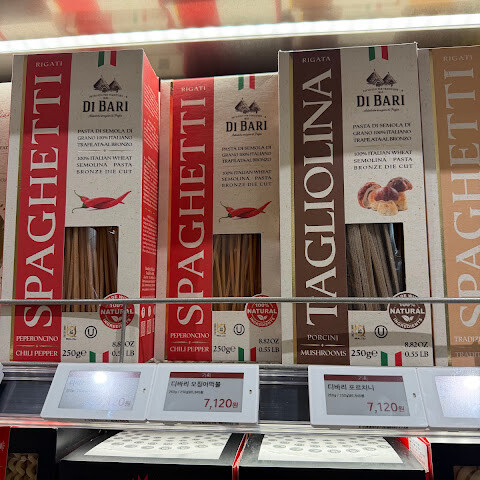 RIGATI
SPAGHETTI
DI BARI
PASTA DI SEMOLA DI
GRANO 100% ITALIANO
TRAFILATA AL BRONZO
100% ITALIAN WHEAT
SEMOLINA PASTA
BRONZE DIE CUT
PEPERONCINO
CHILI PEPPER
250g
8.82 OZ
0.55 LB
100%
NATURAL
RIGATI
SPAGHETTI
DI BARI
PASTA DI SEMOLA DI
GRANO 100% ITALIANO
TRAFILATA AL BRONZO
100% ITALIAN WHEAT
SEMOLINA PASTA
BRONZE DIE CUT
PEPERONCINO
CHILI PEPPER
250g
8.82 OZ
0.55 LB
100%
NATURAL
RIGATA
TAGLIOLINA
DI BARI
PASTA DI SEMOLA DI
GRANO 100% ITALIANO
TRAFILATA AL BRONZO
100% ITALIAN WHEAT
SEMOLINA PASTA
BRONZE DIE CUT
PORCINI
MUSHROOMS
250g
8.82 OZ
0.55 LB
100%
NATURAL
INGREDIENTS
RIGATI
SPAGHETTI
0원
디바리 오징어먹물
7,120원
디바리 포르치니
7,120원